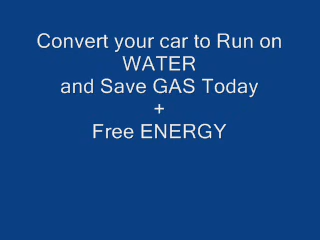 Convert your car to Run on
WATER
and Save GAS Today
+
Free ENERGY